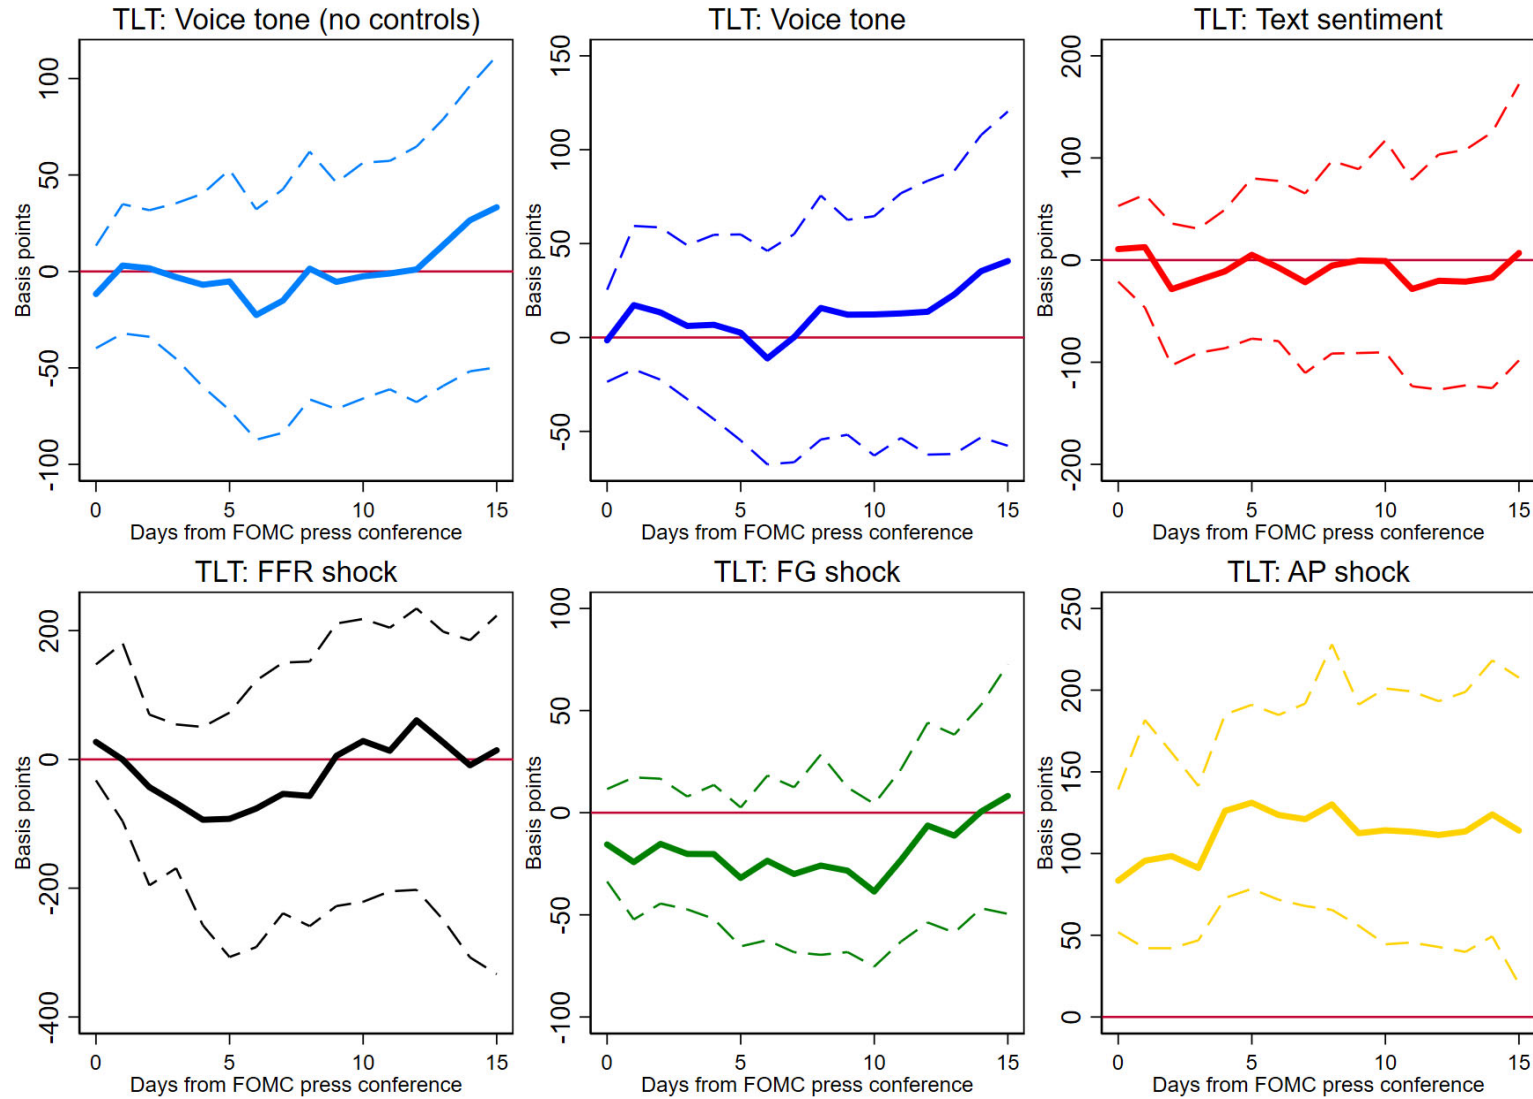 TLT: Voice tone (no controls)
Basis points
100
50
0
-50
-100
0 5 10 15
Days from FOMC press conference
TLT: Voice tone
Basis points
150
100
50
0
-50
0 5 10 15
Days from FOMC press conference
TLT: Text sentiment
Basis points
200
100
0
-100
-200
0 5 10 15
Days from FOMC press conference
TLT: FFR shock
Basis points
200
0
-200
-400
0 5 10 15
Days from FOMC press conference
TLT: FG shock
Basis points
100
50
0
-50
-100
0 5 10 15
Days from FOMC press conference
TLT: AP shock
Basis points
250
200
150
100
50
0
0 5 10 15
Days from FOMC press conference